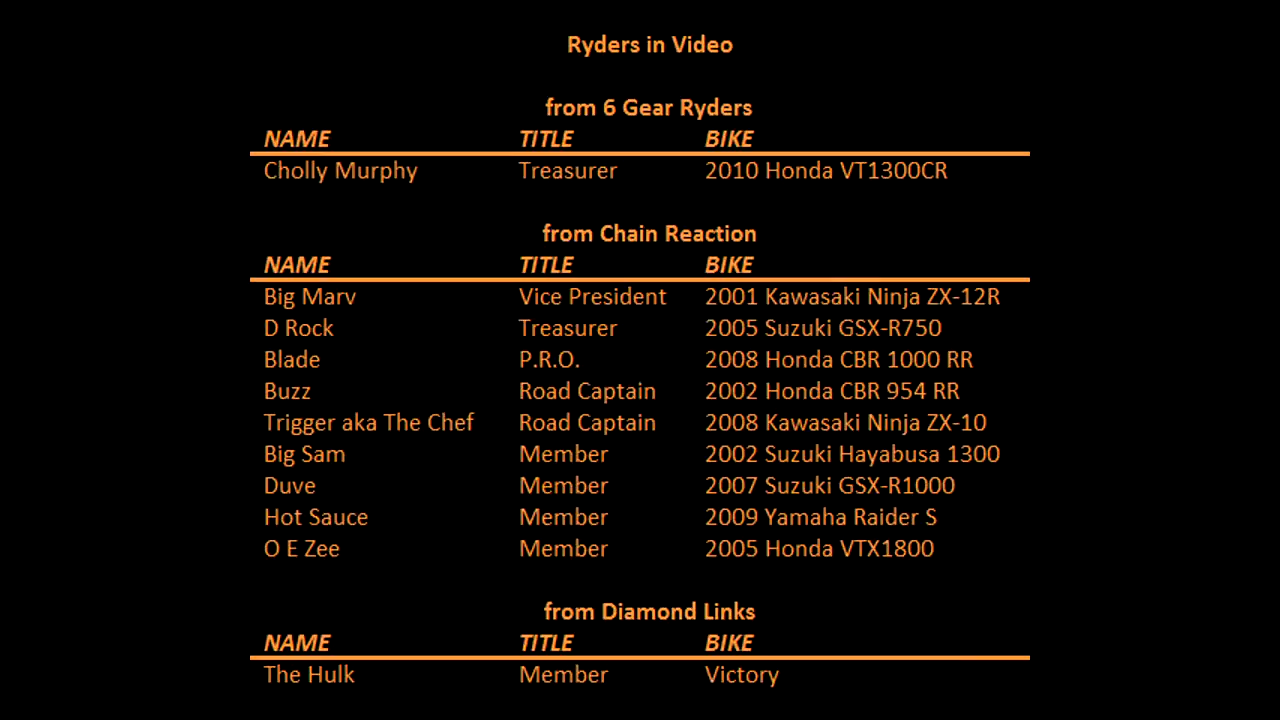 Ryders in Video
from 6 Gear Ryders
NAME TITLE BIKE
Cholly Murphy Treasurer 2010 Honda VT1300CR
from Chain Reaction
NAME TITLE BIKE
Big Marv Vice President 2001 Kawasaki Ninja ZX-12R
D Rock Treasurer 2005 Suzuki GSX-R750
Blade P.R.O. 2008 Honda CBR 1000 RR
Buzz Road Captain 2002 Honda CBR 954 RR
Trigger aka The Chef Road Captain 2008 Kawasaki Ninja ZX-10
Big Sam Member 2002 Suzuki Hayabusa 1300
Duve Member 2007 Suzuki GSX-R1000
Hot Sauce Member 2009 Yamaha Raider S
O E Zee Member 2005 Honda VTX1800
from Diamond Links
NAME TITLE BIKE
The Hulk Member Victory